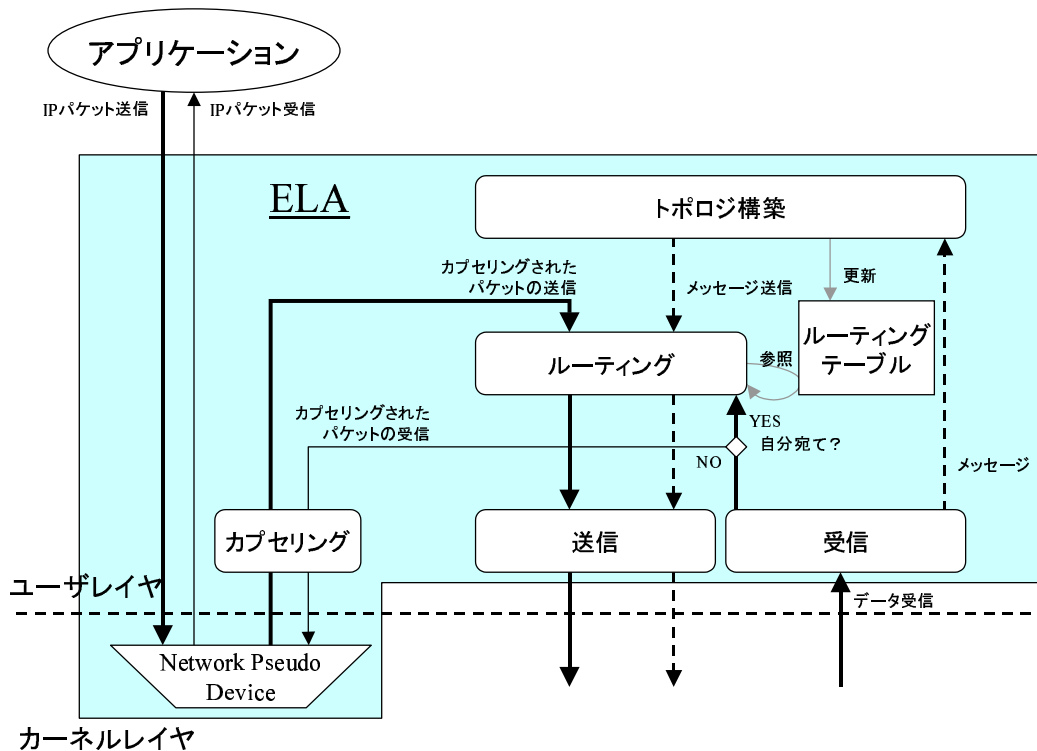 アプリケーション
IPパケット送信
IPパケット受信
ELA
トポロジ構築
カプセリングされた
パケットの送信
メッセージ送信
更新
ルーティング
テーブル
ルーティング
参照
カプセリングされた
パケットの受信
YES
自分宛て？
NO
メッセージ
カプセリング
送信
受信
ユーザレイヤ
データ受信
Network Pseudo
Device
カーネルレイヤ